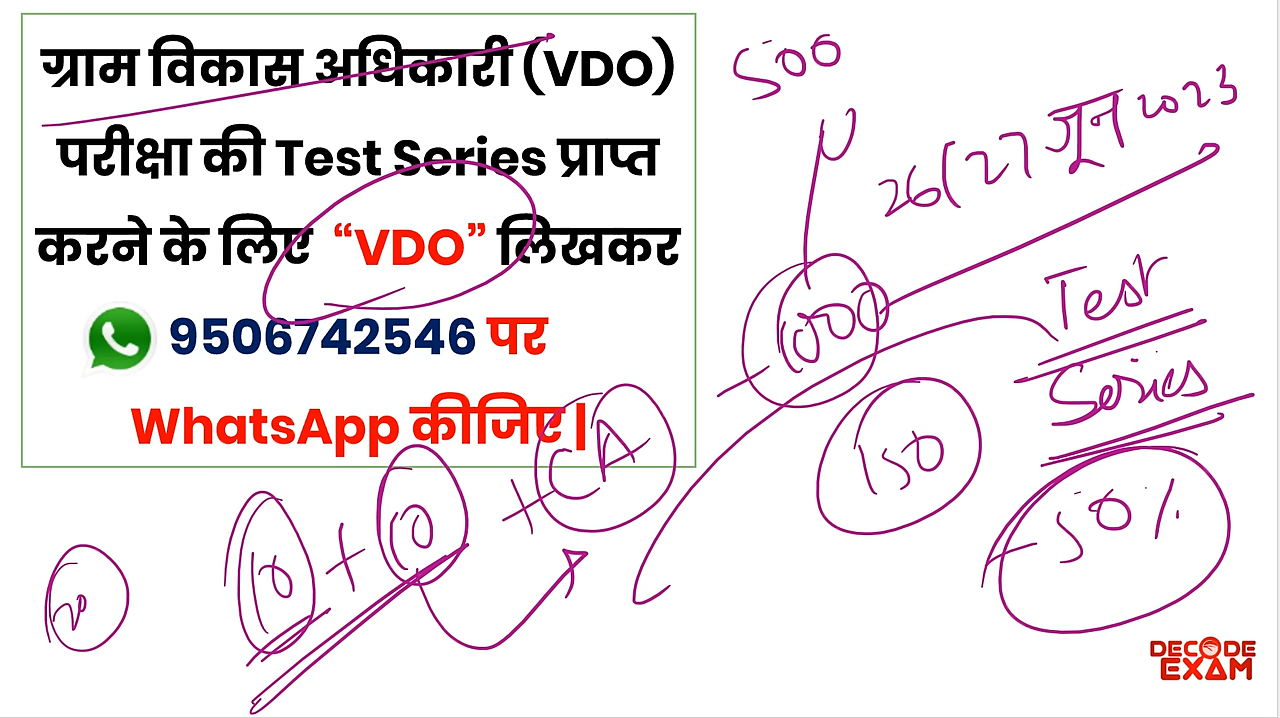 ग्राम विकास अधिकारी (VDO)
परीक्षा की Test Series प्राप्त
करने के लिए “VDO” लिखकर
9506742546 पर
WhatsApp कीजिए|
500
26/27 जून 2023
1000
Test
Series
150
50%
10 + 10 + CA
20
DECODE
EXAM